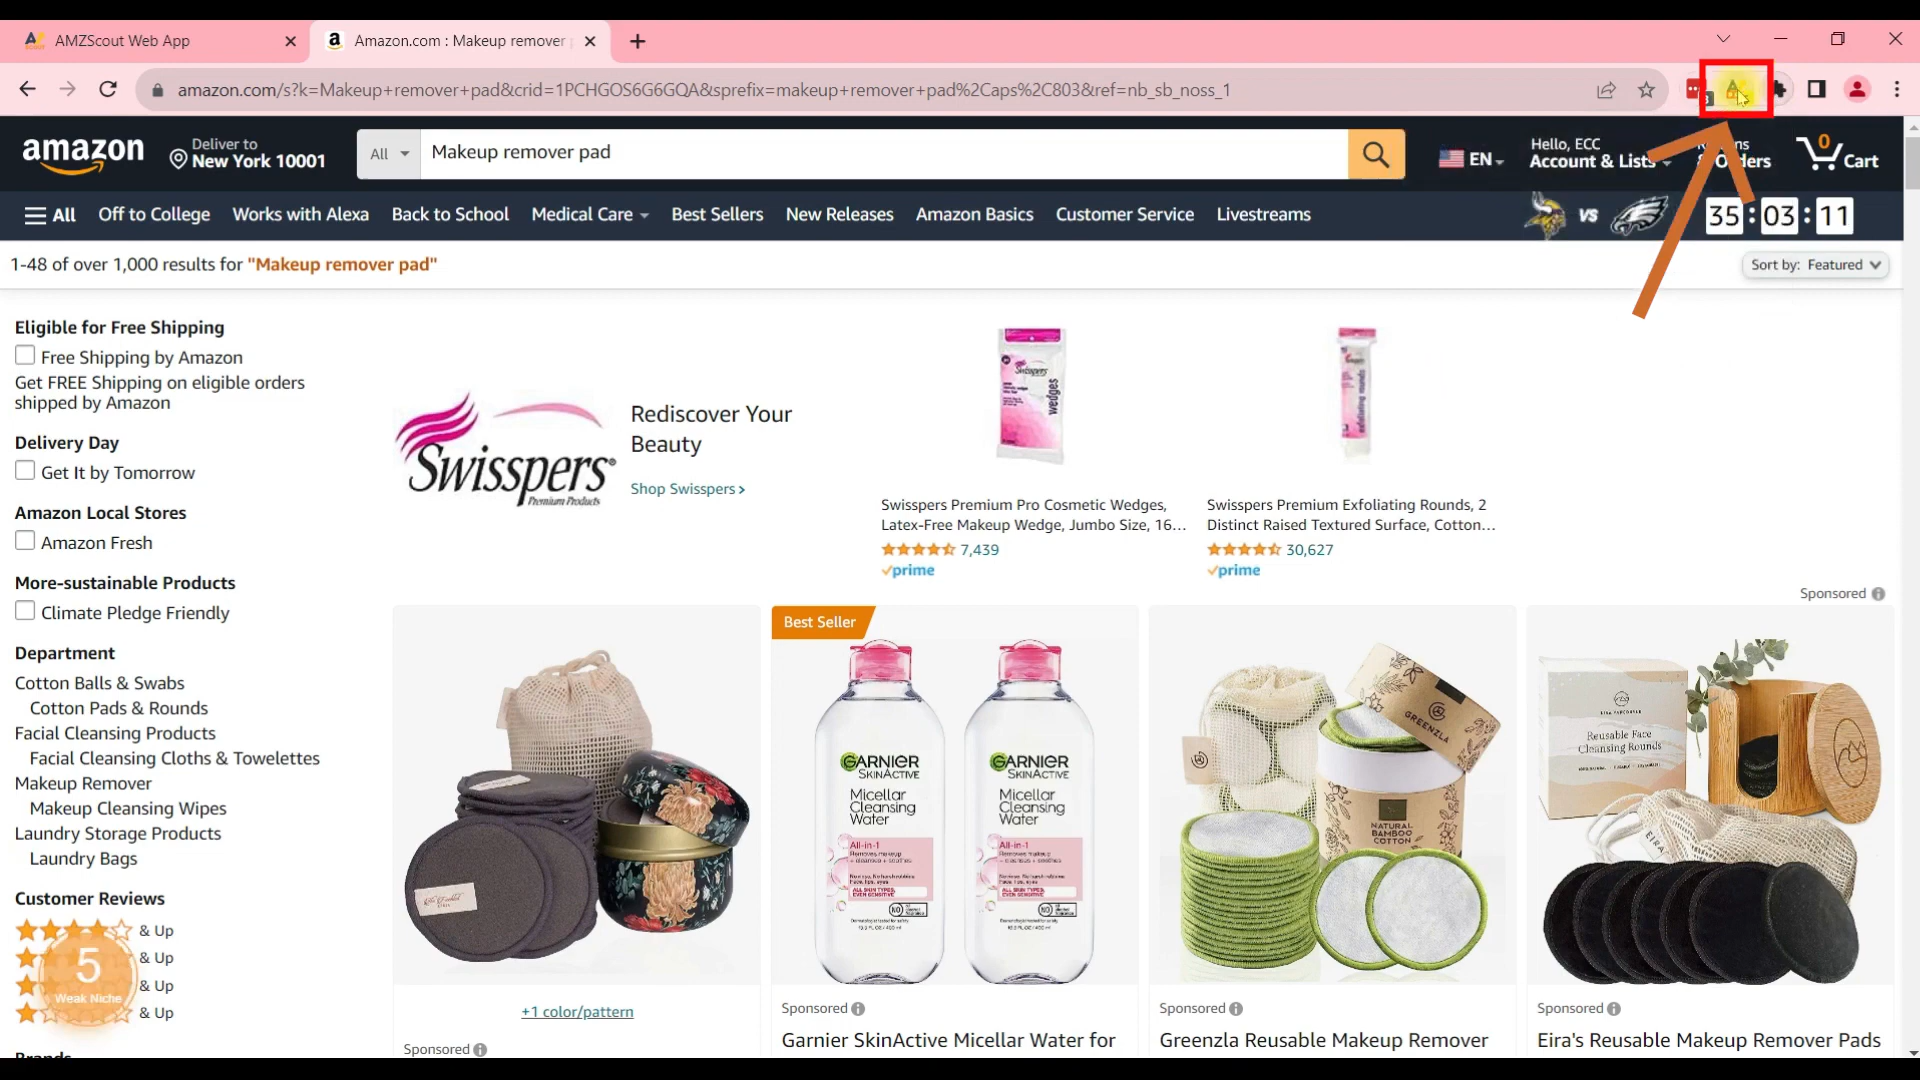 AMZScout Web App
Amazon.com : Makeup remover p
amazon.com/s?k=Makeup+remover+pad&crid=1PCHGOS6G6GQA&sprefix=makeup+remover+pad%2Caps%2C803&ref=nb_sb_noss_1
amazon
Deliver to
New York 10001
All
Makeup remover pad
EN
Hello, ECC
Account & Lists
Orders
0
Cart
All
Off to College
Works with Alexa
Back to School
Medical Care
Best Sellers
New Releases
Amazon Basics
Customer Service
Livestreams
VS
35 : 03 : 11
1-48 of over 1,000 results for "Makeup remover pad"
Sort by: Featured
Eligible for Free Shipping
Free Shipping by Amazon
Get FREE Shipping on eligible orders
shipped by Amazon
Delivery Day
Get It by Tomorrow
Amazon Local Stores
Amazon Fresh
More-sustainable Products
Climate Pledge Friendly
Department
Cotton Balls & Swabs
Cotton Pads & Rounds
Facial Cleansing Products
Facial Cleansing Cloths & Towelettes
Makeup Remover
Makeup Cleansing Wipes
Laundry Storage Products
Laundry Bags
Customer Reviews
& Up
& Up
& Up
& Up
5
Weak Niche
Brands
Swisspers
Premium Products
Rediscover Your
Beauty
Shop Swisspers ›
Swisspers
wedges
Swisspers Premium Pro Cosmetic Wedges,
Latex-Free Makeup Wedge, Jumbo Size, 16...
7,439
prime
Swisspers Premium Exfoliating Rounds, 2
Distinct Raised Textured Surface, Cotton...
30,627
prime
Sponsored
+1 color/pattern
Sponsored
Best Seller
GARNIER
SKINACTIVE
Micellar
Cleansing
Water
All-in-1
GARNIER
SKINACTIVE
Micellar
Cleansing
Water
All-in-1
Sponsored
Garnier SkinActive Micellar Water for
GREENZLA
NATURAL
BAMBOO
COTTON
Sponsored
Greenzla Reusable Makeup Remover
Reusable Face
Cleansing Rounds
EIRA
Sponsored
Eira's Reusable Makeup Remover Pads